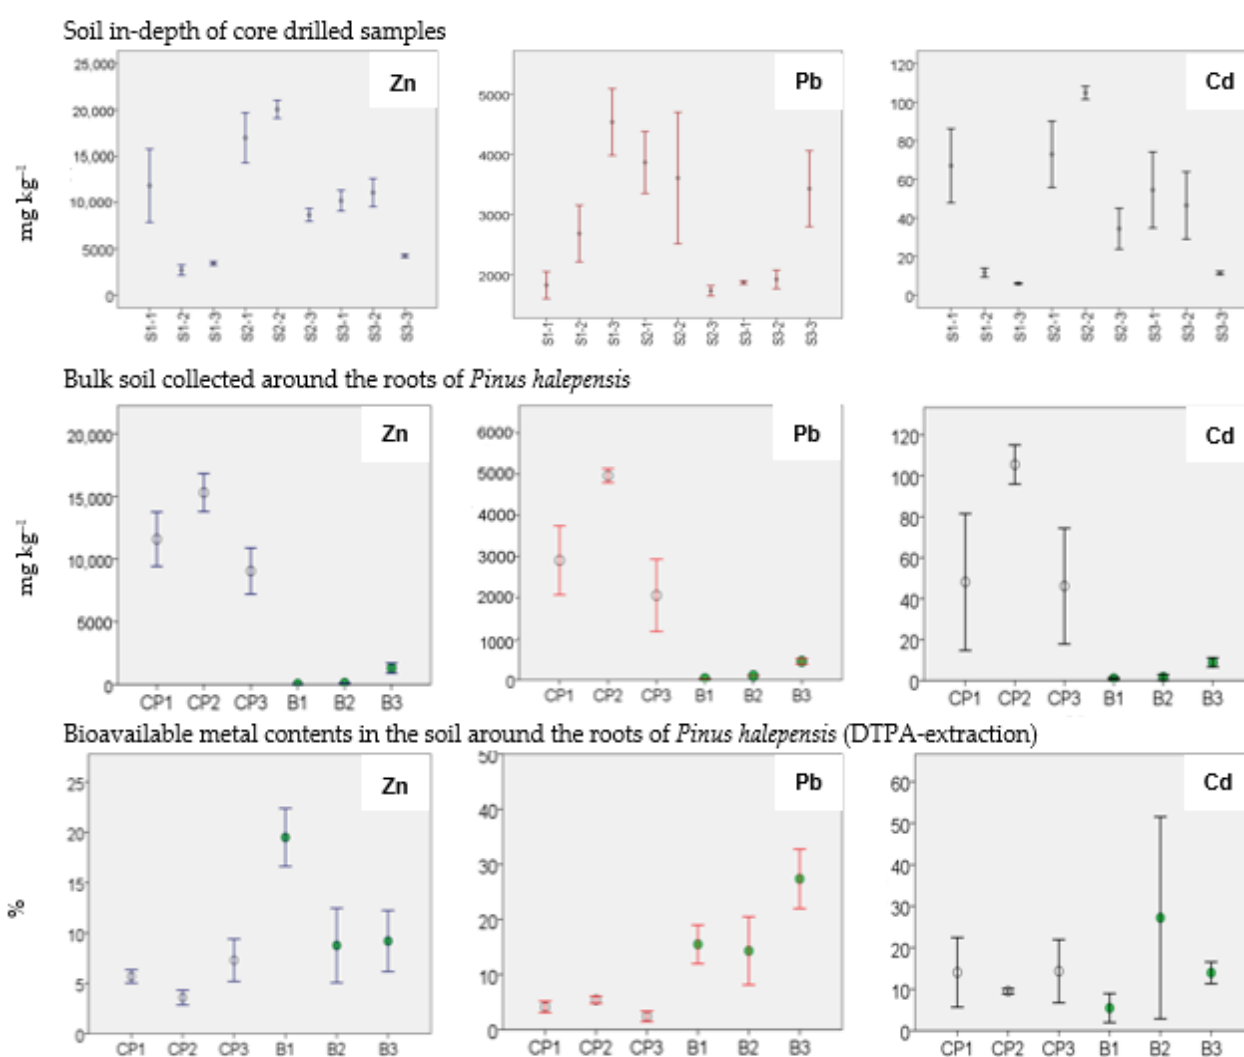 Soil in-depth of core drilled samples
mg kg⁻¹
25,000
20,000
15,000
10,000
5000
0
Zn
S1-1 S1-2 S1-3 S2-1 S2-2 S2-3 S3-1 S3-2 S3-3
5000
4000
3000
2000
Pb
S1-1 S1-2 S1-3 S2-1 S2-2 S2-3 S3-1 S3-2 S3-3
120
100
80
60
40
20
0
Cd
S1-1 S1-2 S1-3 S2-1 S2-2 S2-3 S3-1 S3-2 S3-3
Bulk soil collected around the roots of Pinus halepensis
mg kg⁻¹
20,000
15,000
10,000
5000
0
Zn
CP1 CP2 CP3 B1 B2 B3
6000
5000
4000
3000
2000
1000
0
Pb
CP1 CP2 CP3 B1 B2 B3
120
100
80
60
40
20
0
Cd
CP1 CP2 CP3 B1 B2 B3
Bioavailable metal contents in the soil around the roots of Pinus halepensis (DTPA-extraction)
%
25
20
15
10
5
0
Zn
CP1 CP2 CP3 B1 B2 B3
50
40
30
20
10
0
Pb
CP1 CP2 CP3 B1 B2 B3
60
50
40
30
20
10
0
Cd
CP1 CP2 CP3 B1 B2 B3